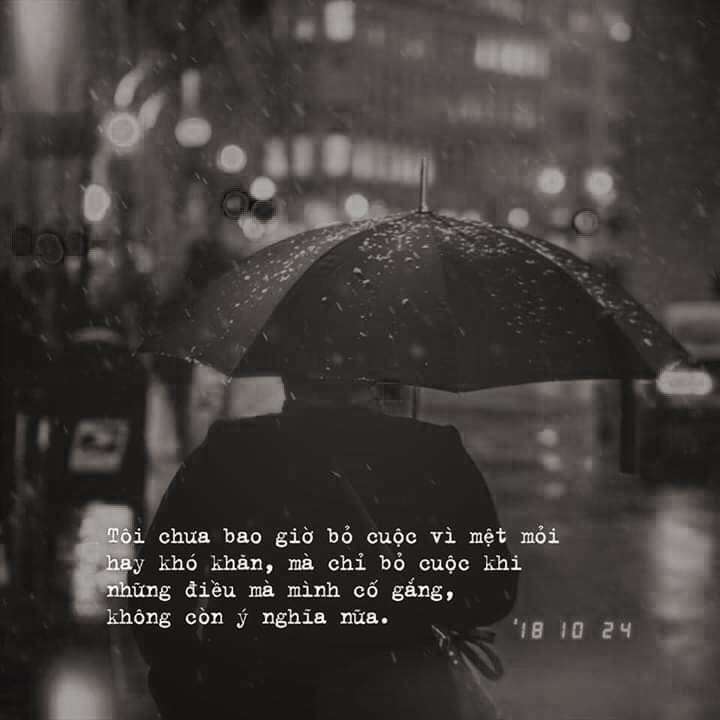 Tôi chưa bao giờ bỏ cuộc vì mệt mỏi
hay khó khăn, mà chỉ bỏ cuộc khi
những điều mà mình cố gắng,
không còn ý nghĩa nữa.
'18 10 24